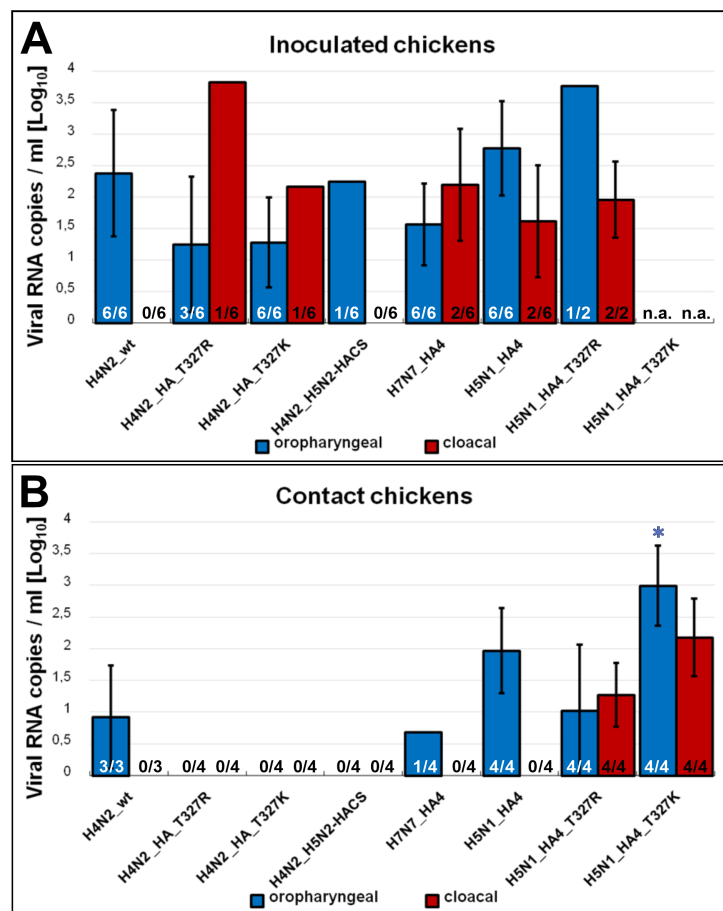 A
Inoculated chickens
Viral RNA copies / ml [Log10]
4
3,5
3
2,5
2
1,5
1
0,5
0
6/6 0/6 3/6 1/6 6/6 1/6 1/6 0/6 6/6 2/6 6/6 2/6 1/2 2/2 n.a. n.a.
H4N2_wt
H4N2_HA_T327R
H4N2_HA_T327K
H4N2_H5N2-HACS
H7N7_HA4
H5N1_HA4
H5N1_HA4_T327R
H5N1_HA4_T327K
oropharyngeal cloacal
B
Contact chickens
Viral RNA copies / ml [Log10]
4
3,5
3
2,5
2
1,5
1
0,5
0
*
3/3 0/3 0/4 0/4 0/4 0/4 0/4 0/4 1/4 0/4 4/4 0/4 4/4 4/4 4/4 4/4
H4N2_wt
H4N2_HA_T327R
H4N2_HA_T327K
H4N2_H5N2-HACS
H7N7_HA4
H5N1_HA4
H5N1_HA4_T327R
H5N1_HA4_T327K
oropharyngeal cloacal